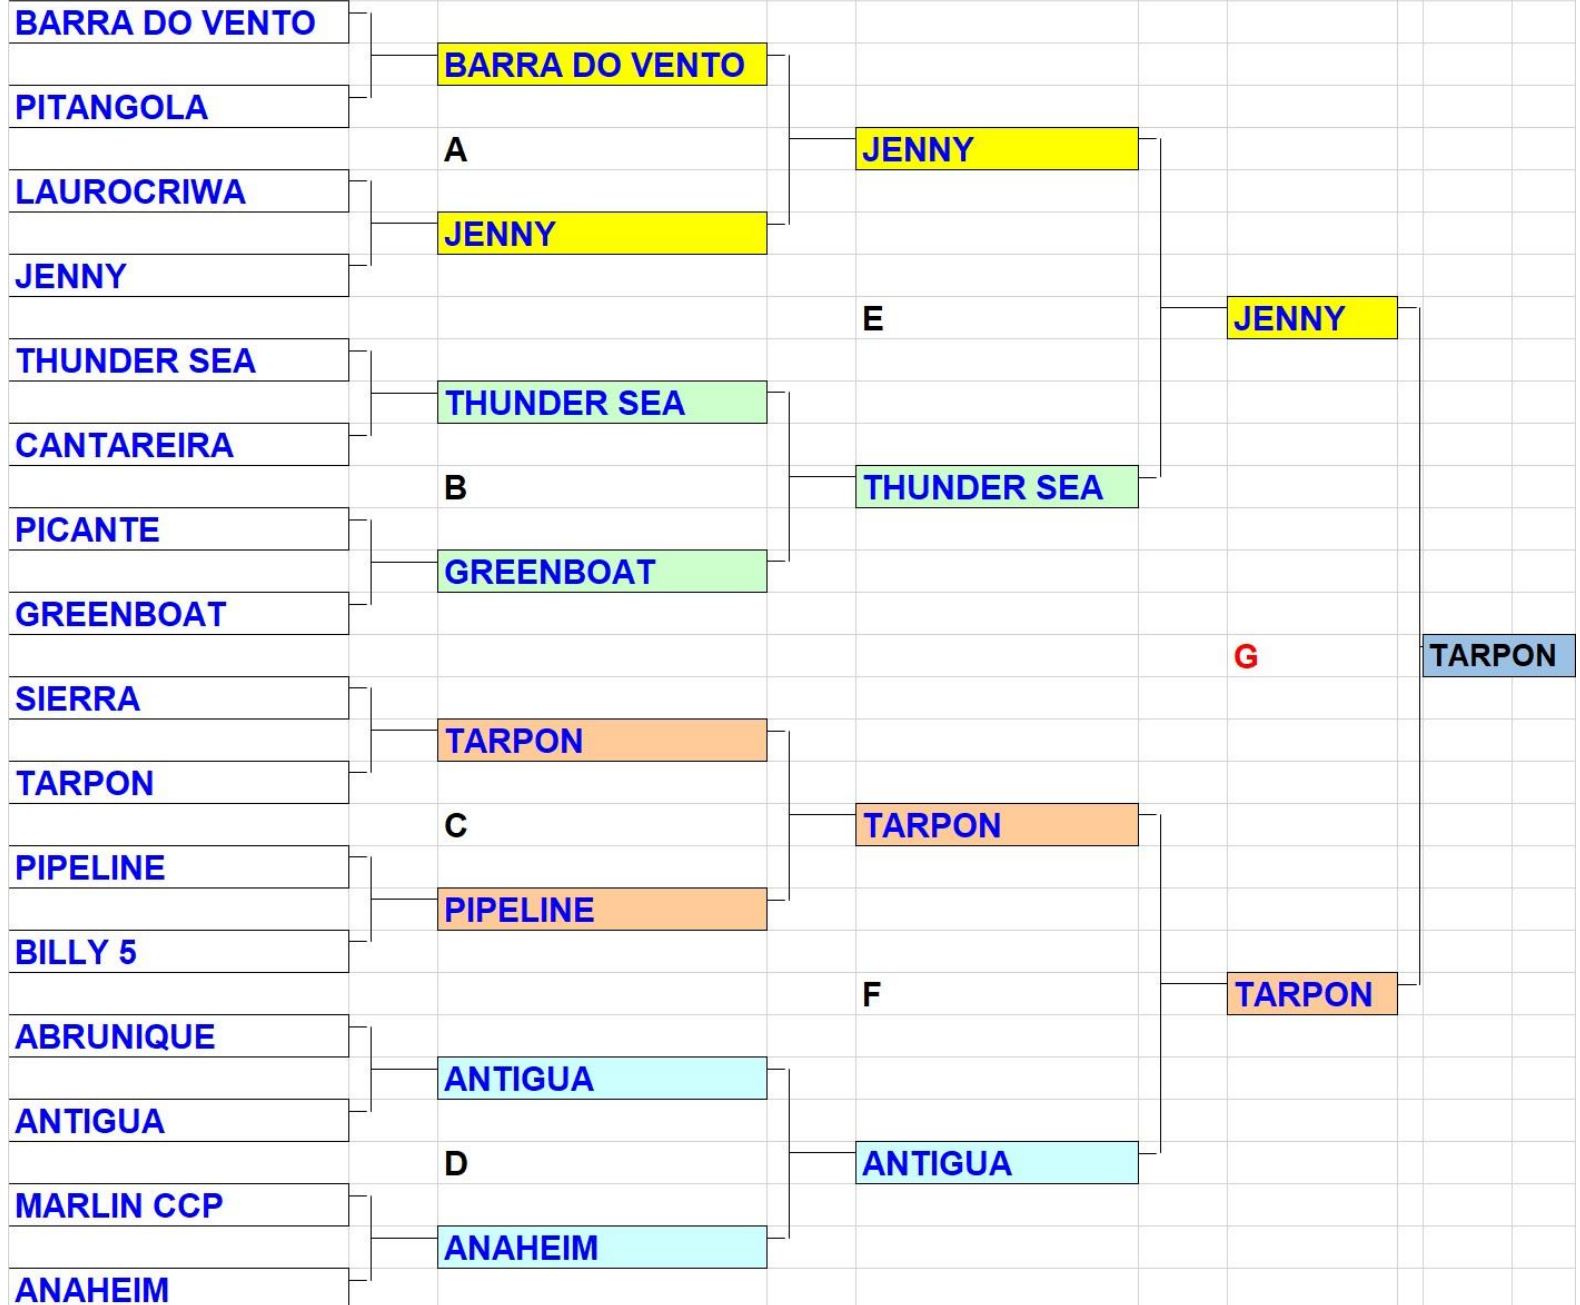 BARRA DO VENTO
BARRA DO VENTO
PITANGOLA
A
JENNY
LAUROCRIWA
JENNY
JENNY
E
JENNY
THUNDER SEA
THUNDER SEA
CANTAREIRA
B
THUNDER SEA
PICANTE
GREENBOAT
GREENBOAT
G
TARPON
SIERRA
TARPON
TARPON
C
TARPON
PIPELINE
PIPELINE
BILLY 5
F
TARPON
ABRUNIQUE
ANTIGUA
ANTIGUA
D
ANTIGUA
MARLIN CCP
ANAHEIM
ANAHEIM